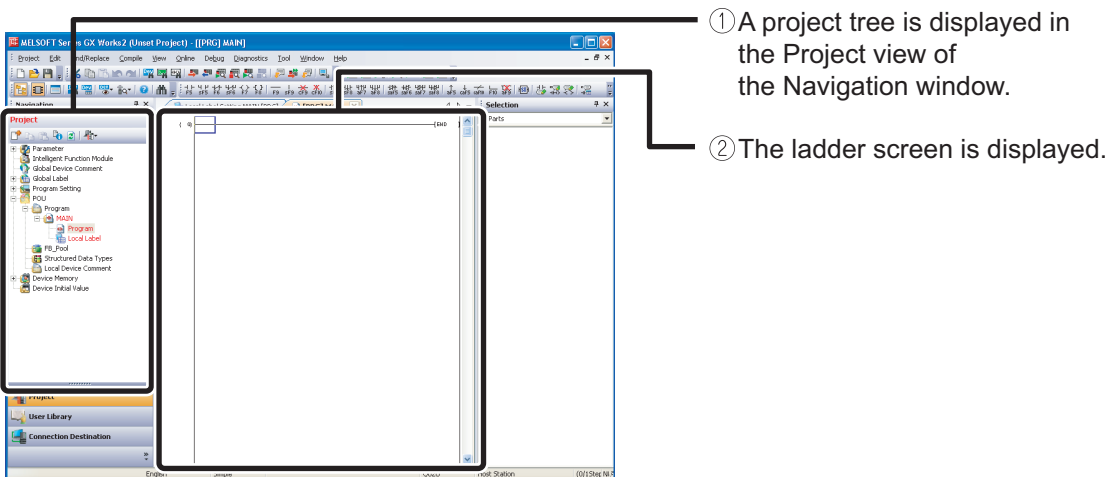 ① A project tree is displayed in
the Project view of
the Navigation window.
② The ladder screen is displayed.
MELSOFT Series GX Works2 (Unset Project) - [[PRG] MAIN]
Project Edit Find/Replace Compile View Online Debug Diagnostics Tool Window Help
Navigation
Selection
Parts
Project
Parameter
Intelligent Function Module
Global Device Comment
Global Label
Program Setting
POU
Program
MAIN
Program
Local Label
FB_Pool
Structured Data Types
Local Device Comment
Device Memory
Device Initial Value
( 0)
[END ]
Project
User Library
Connection Destination
English Simple Host Station